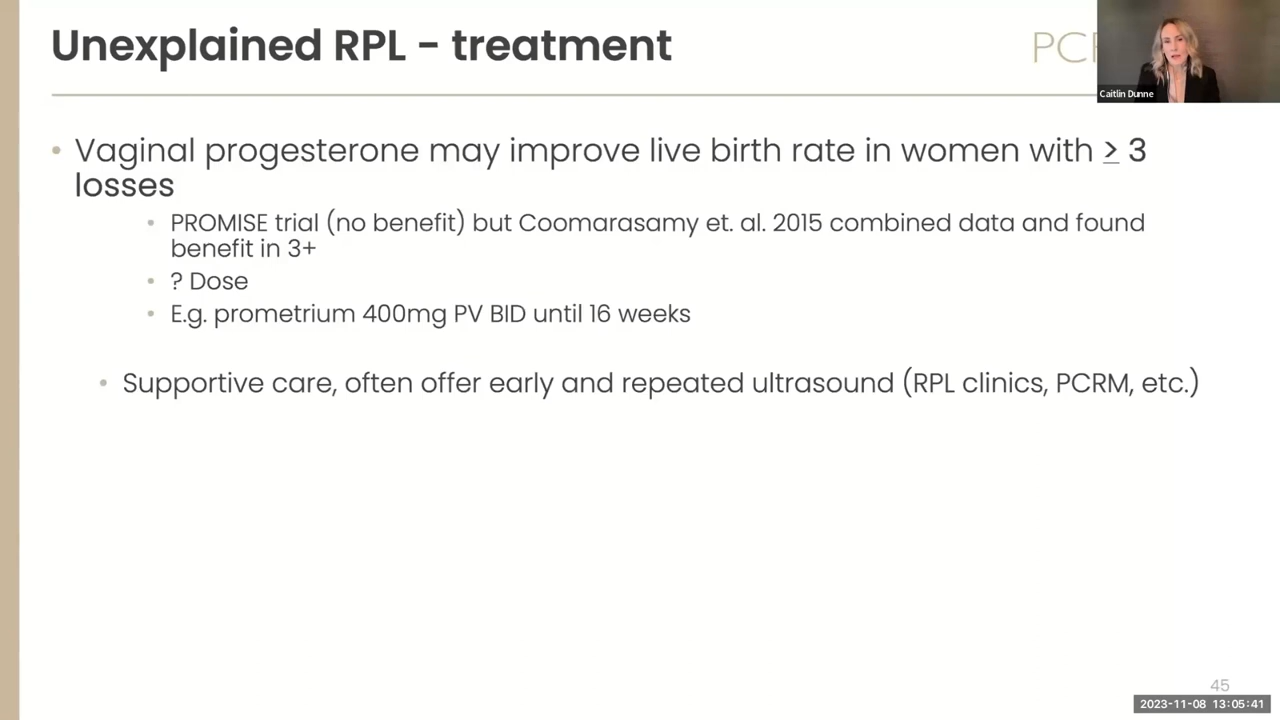 Unexplained RPL - treatment
PC
Caitlin Dunne
• Vaginal progesterone may improve live birth rate in women with ≥ 3
losses
• PROMISE trial (no benefit) but Coomarasamy et. al. 2015 combined data and found
benefit in 3+
• ? Dose
• E.g. prometrium 400mg PV BID until 16 weeks
• Supportive care, often offer early and repeated ultrasound (RPL clinics, PCRM, etc.)
45
2023-11-08 13:05:41